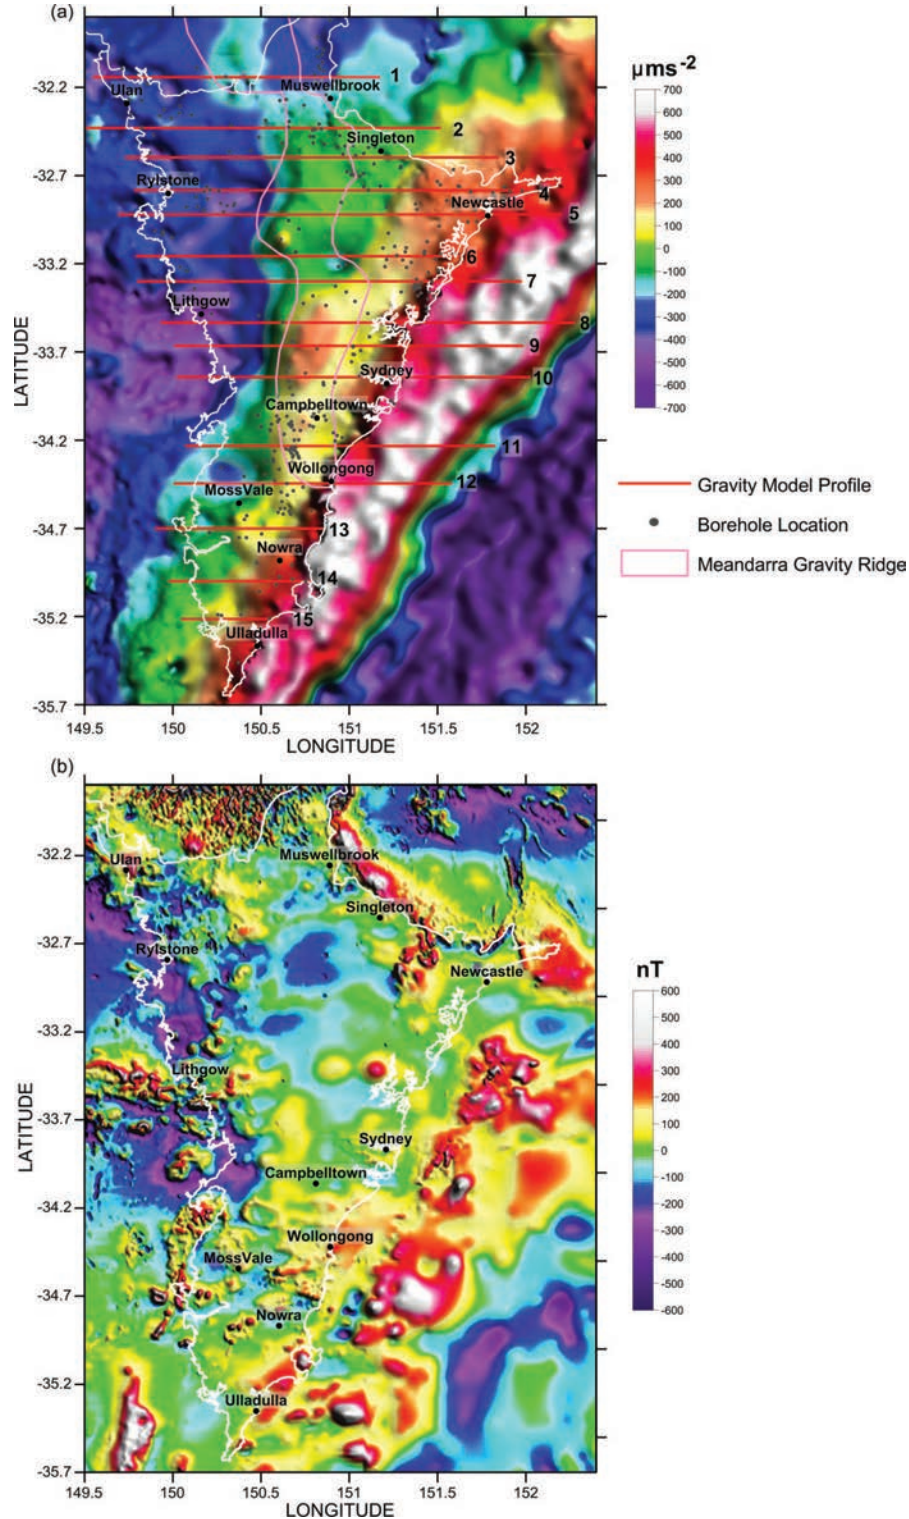 (a)
-32.2
-32.7
-33.2
-33.7
-34.2
-34.7
-35.2
-35.7
LATITUDE
149.5
150
150.5
151
151.5
152
LONGITUDE
Ulan
Muswellbrook
Singleton
Rylstone
Newcastle
Lithgow
Sydney
Campbelltown
Wollongong
MossVale
Nowra
Ulladulla
1
2
3
4
5
6
7
8
9
10
11
12
13
14
15
µms-2
700
600
500
400
300
200
100
0
-100
-200
-300
-400
-500
-600
-700
Gravity Model Profile
Borehole Location
Meandarra Gravity Ridge
(b)
-32.2
-32.7
-33.2
-33.7
-34.2
-34.7
-35.2
-35.7
LATITUDE
149.5
150
150.5
151
151.5
152
LONGITUDE
Ulan
Muswellbrook
Singleton
Rylstone
Newcastle
Lithgow
Sydney
Campbelltown
Wollongong
MossVale
Nowra
Ulladulla
nT
600
500
400
300
200
100
0
-100
-200
-300
-400
-500
-600